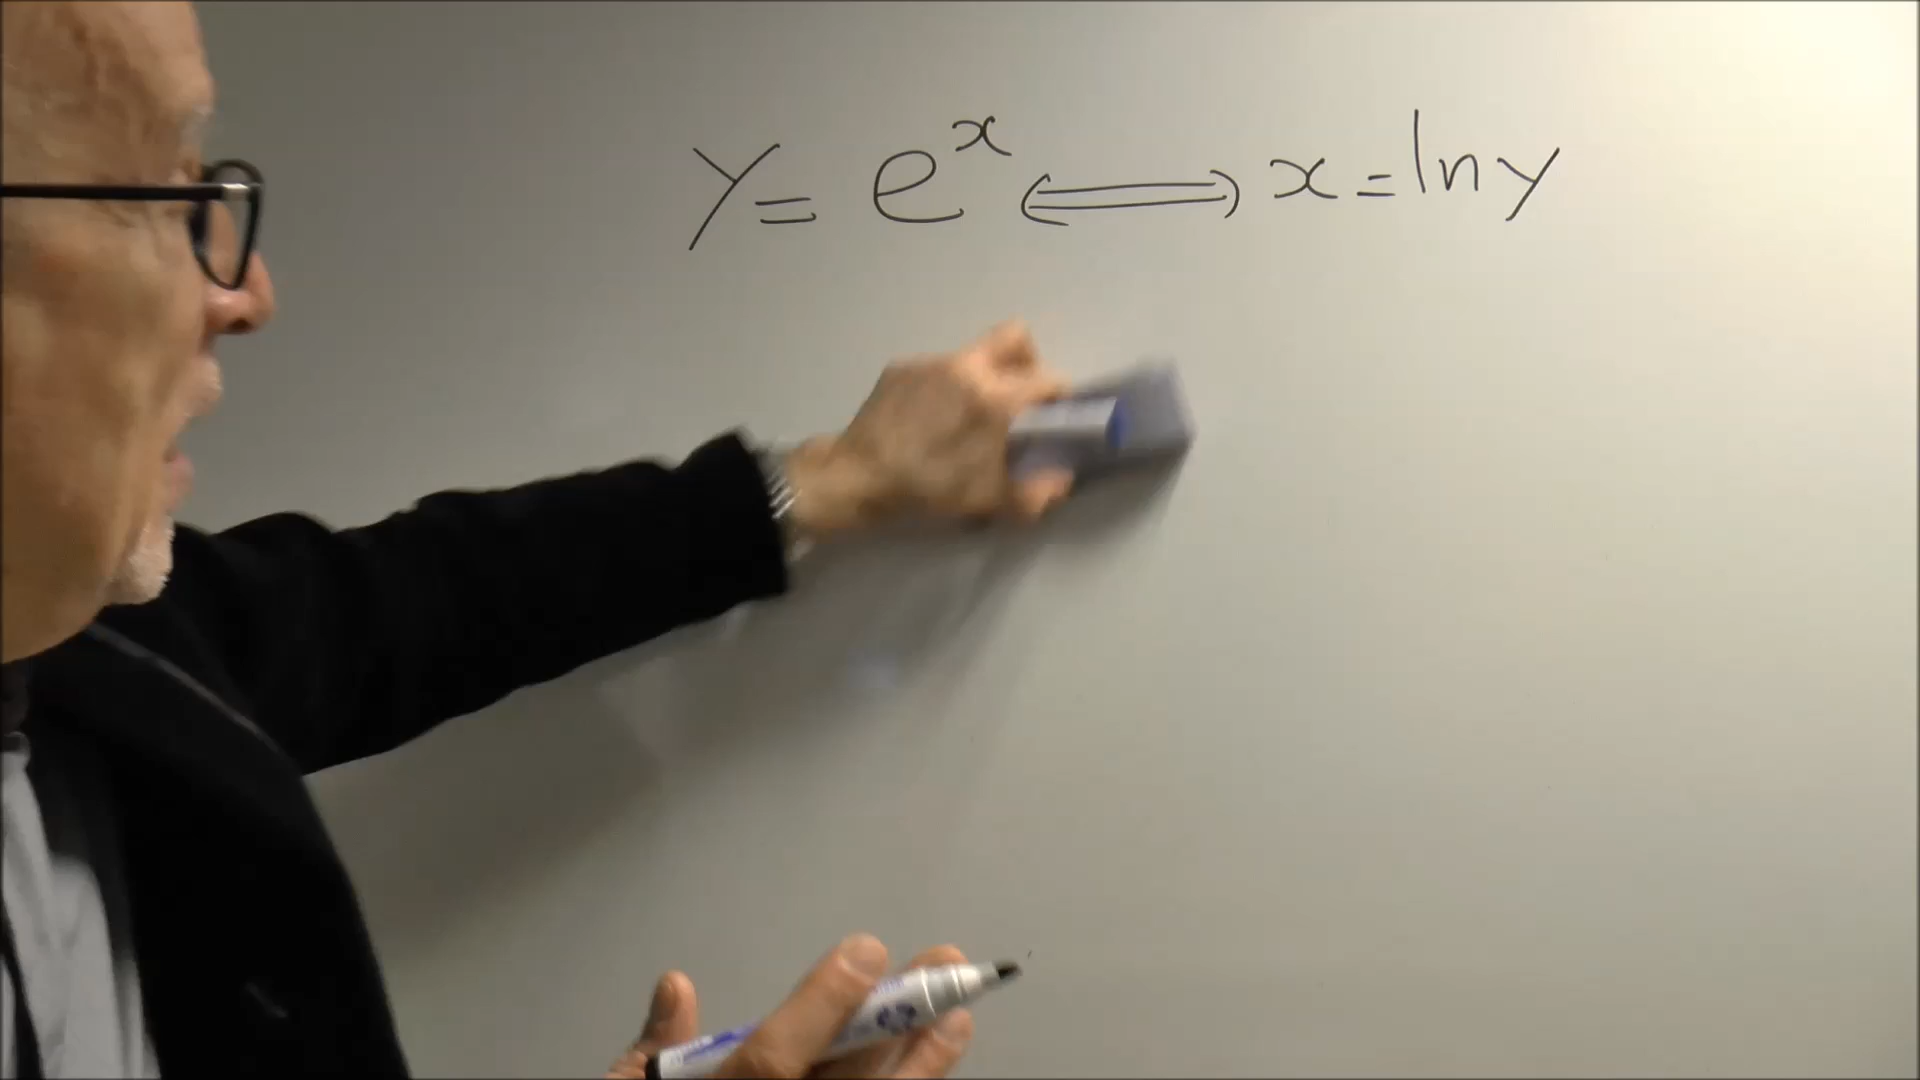 y = e^x ⟺ x = ln y